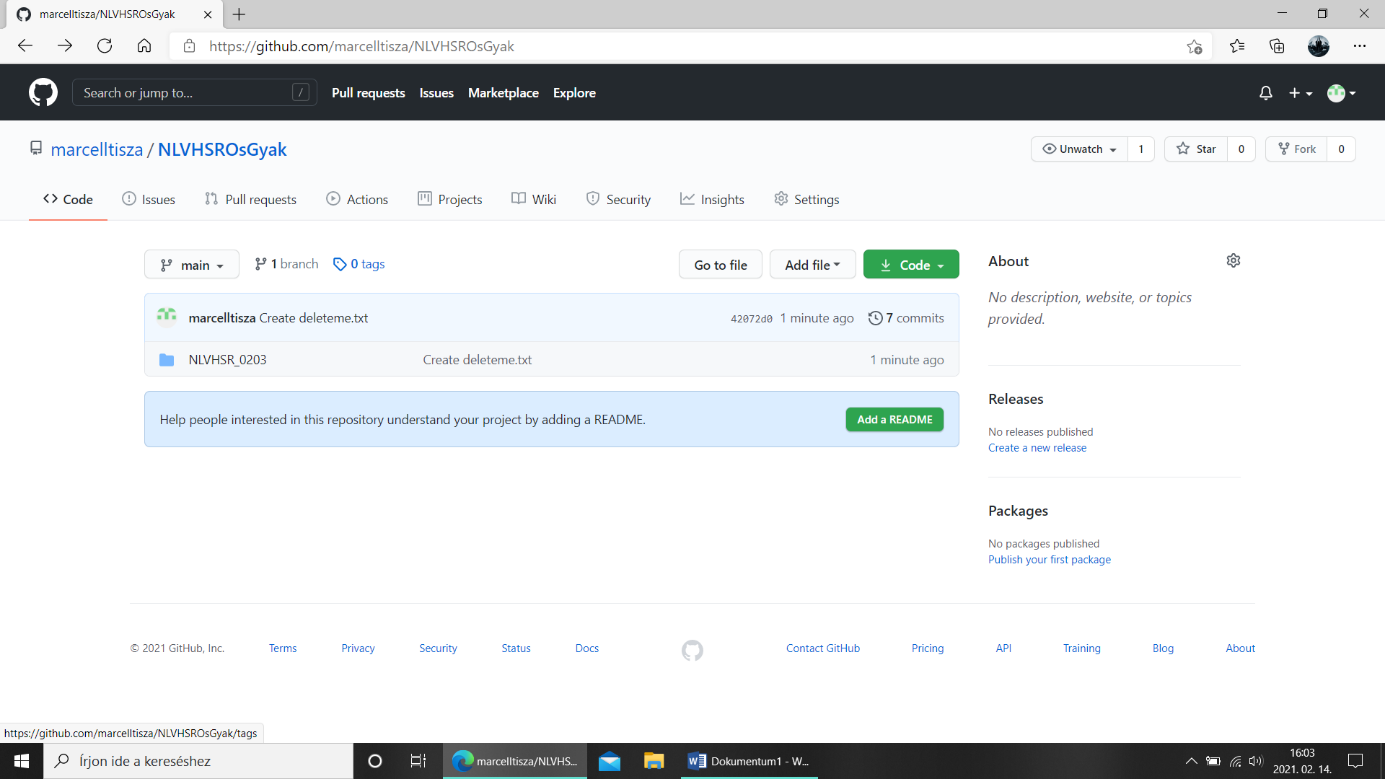 marcelltisza/NLVHSROsGyak
https://github.com/marcelltisza/NLVHSROsGyak
Search or jump to... /
Pull requests Issues Marketplace Explore
marcelltisza / NLVHSROsGyak
Unwatch 1 Star 0 Fork 0
Code Issues Pull requests Actions Projects Wiki Security Insights Settings
main 1 branch 0 tags Go to file Add file Code
About
No description, website, or topics
provided.
marcelltisza Create deleteme.txt 42072d0 1 minute ago 7 commits
NLVHSR_0203 Create deleteme.txt 1 minute ago
Help people interested in this repository understand your project by adding a README. Add a README
Releases
No releases published
Create a new release
Packages
No packages published
Publish your first package
© 2021 GitHub, Inc. Terms Privacy Security Status Docs Contact GitHub Pricing API Training Blog About
https://github.com/marcelltisza/NLVHSROsGyak/tags
Írjon ide a kereséshez
marcelltisza/NLVHS...
Dokumentum1 - W...
16:03
2021. 02. 14.